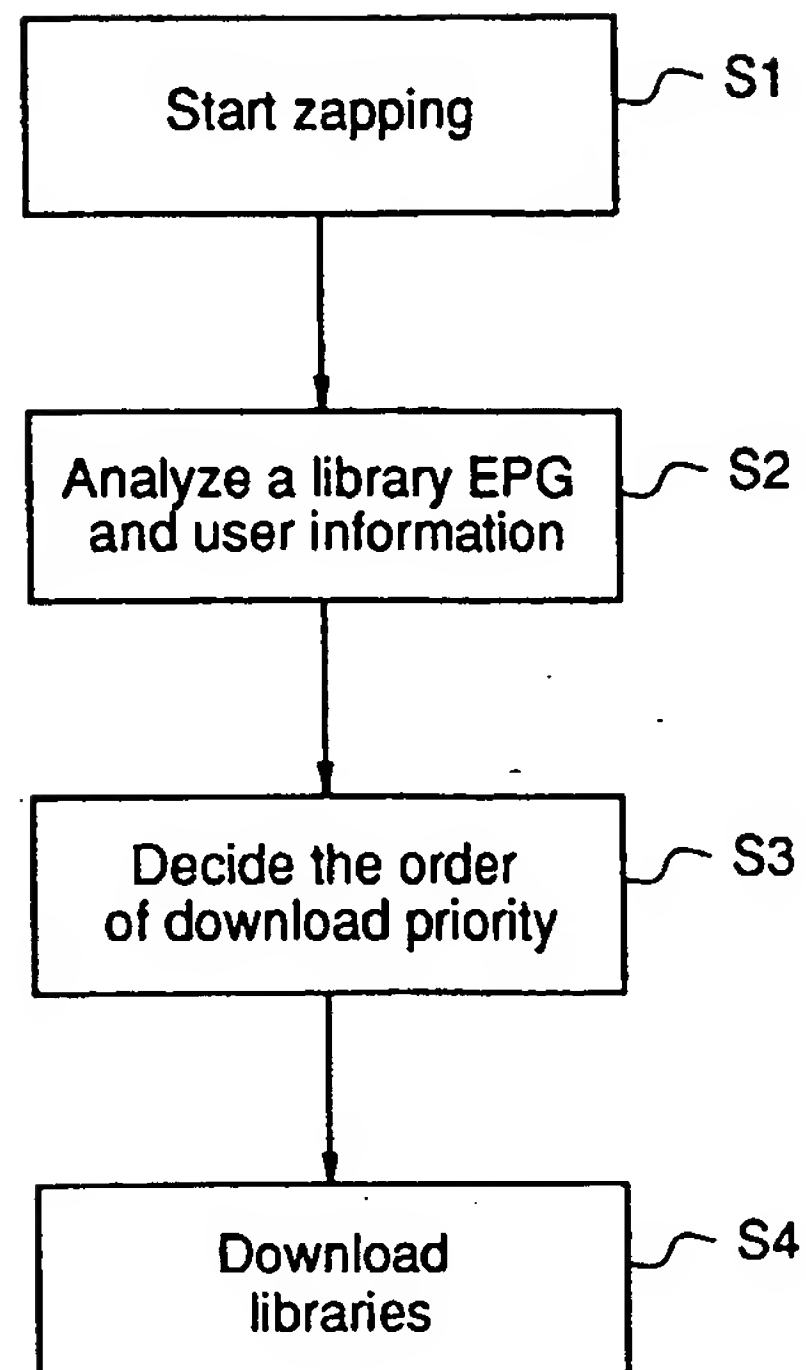 Start zapping
S1
Analyze a library EPG
and user information
S2
Decide the order
of download priority
S3
Download
libraries
S4